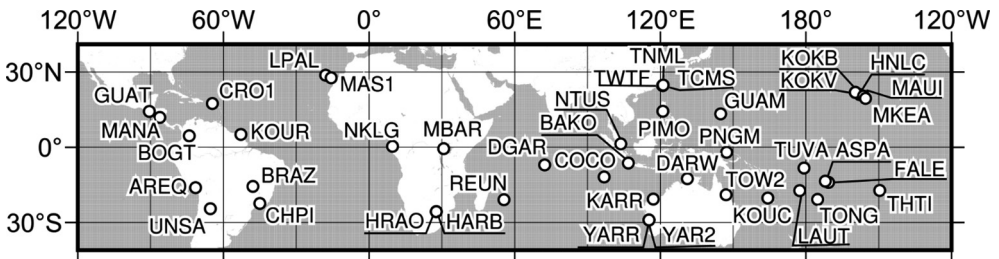 120°W 60°W 0° 60°E 120°E 180° 120°W
TNML KOKB HNLC
LPAL TWTF TCMS KOKV MAUI
30°N MAS1
GUAT CRO1 NTUS GUAM MKEA
MANA KOUR NKLG MBAR BAKO PIMO PNGM
0° BOGT DGAR COCO DARW TUVA ASPA FALE
AREQ BRAZ REUN KARR TOW2 THTI
30°S UNSA CHPI HRAO HARB YARR YAR2 KOUC LAUT TONG